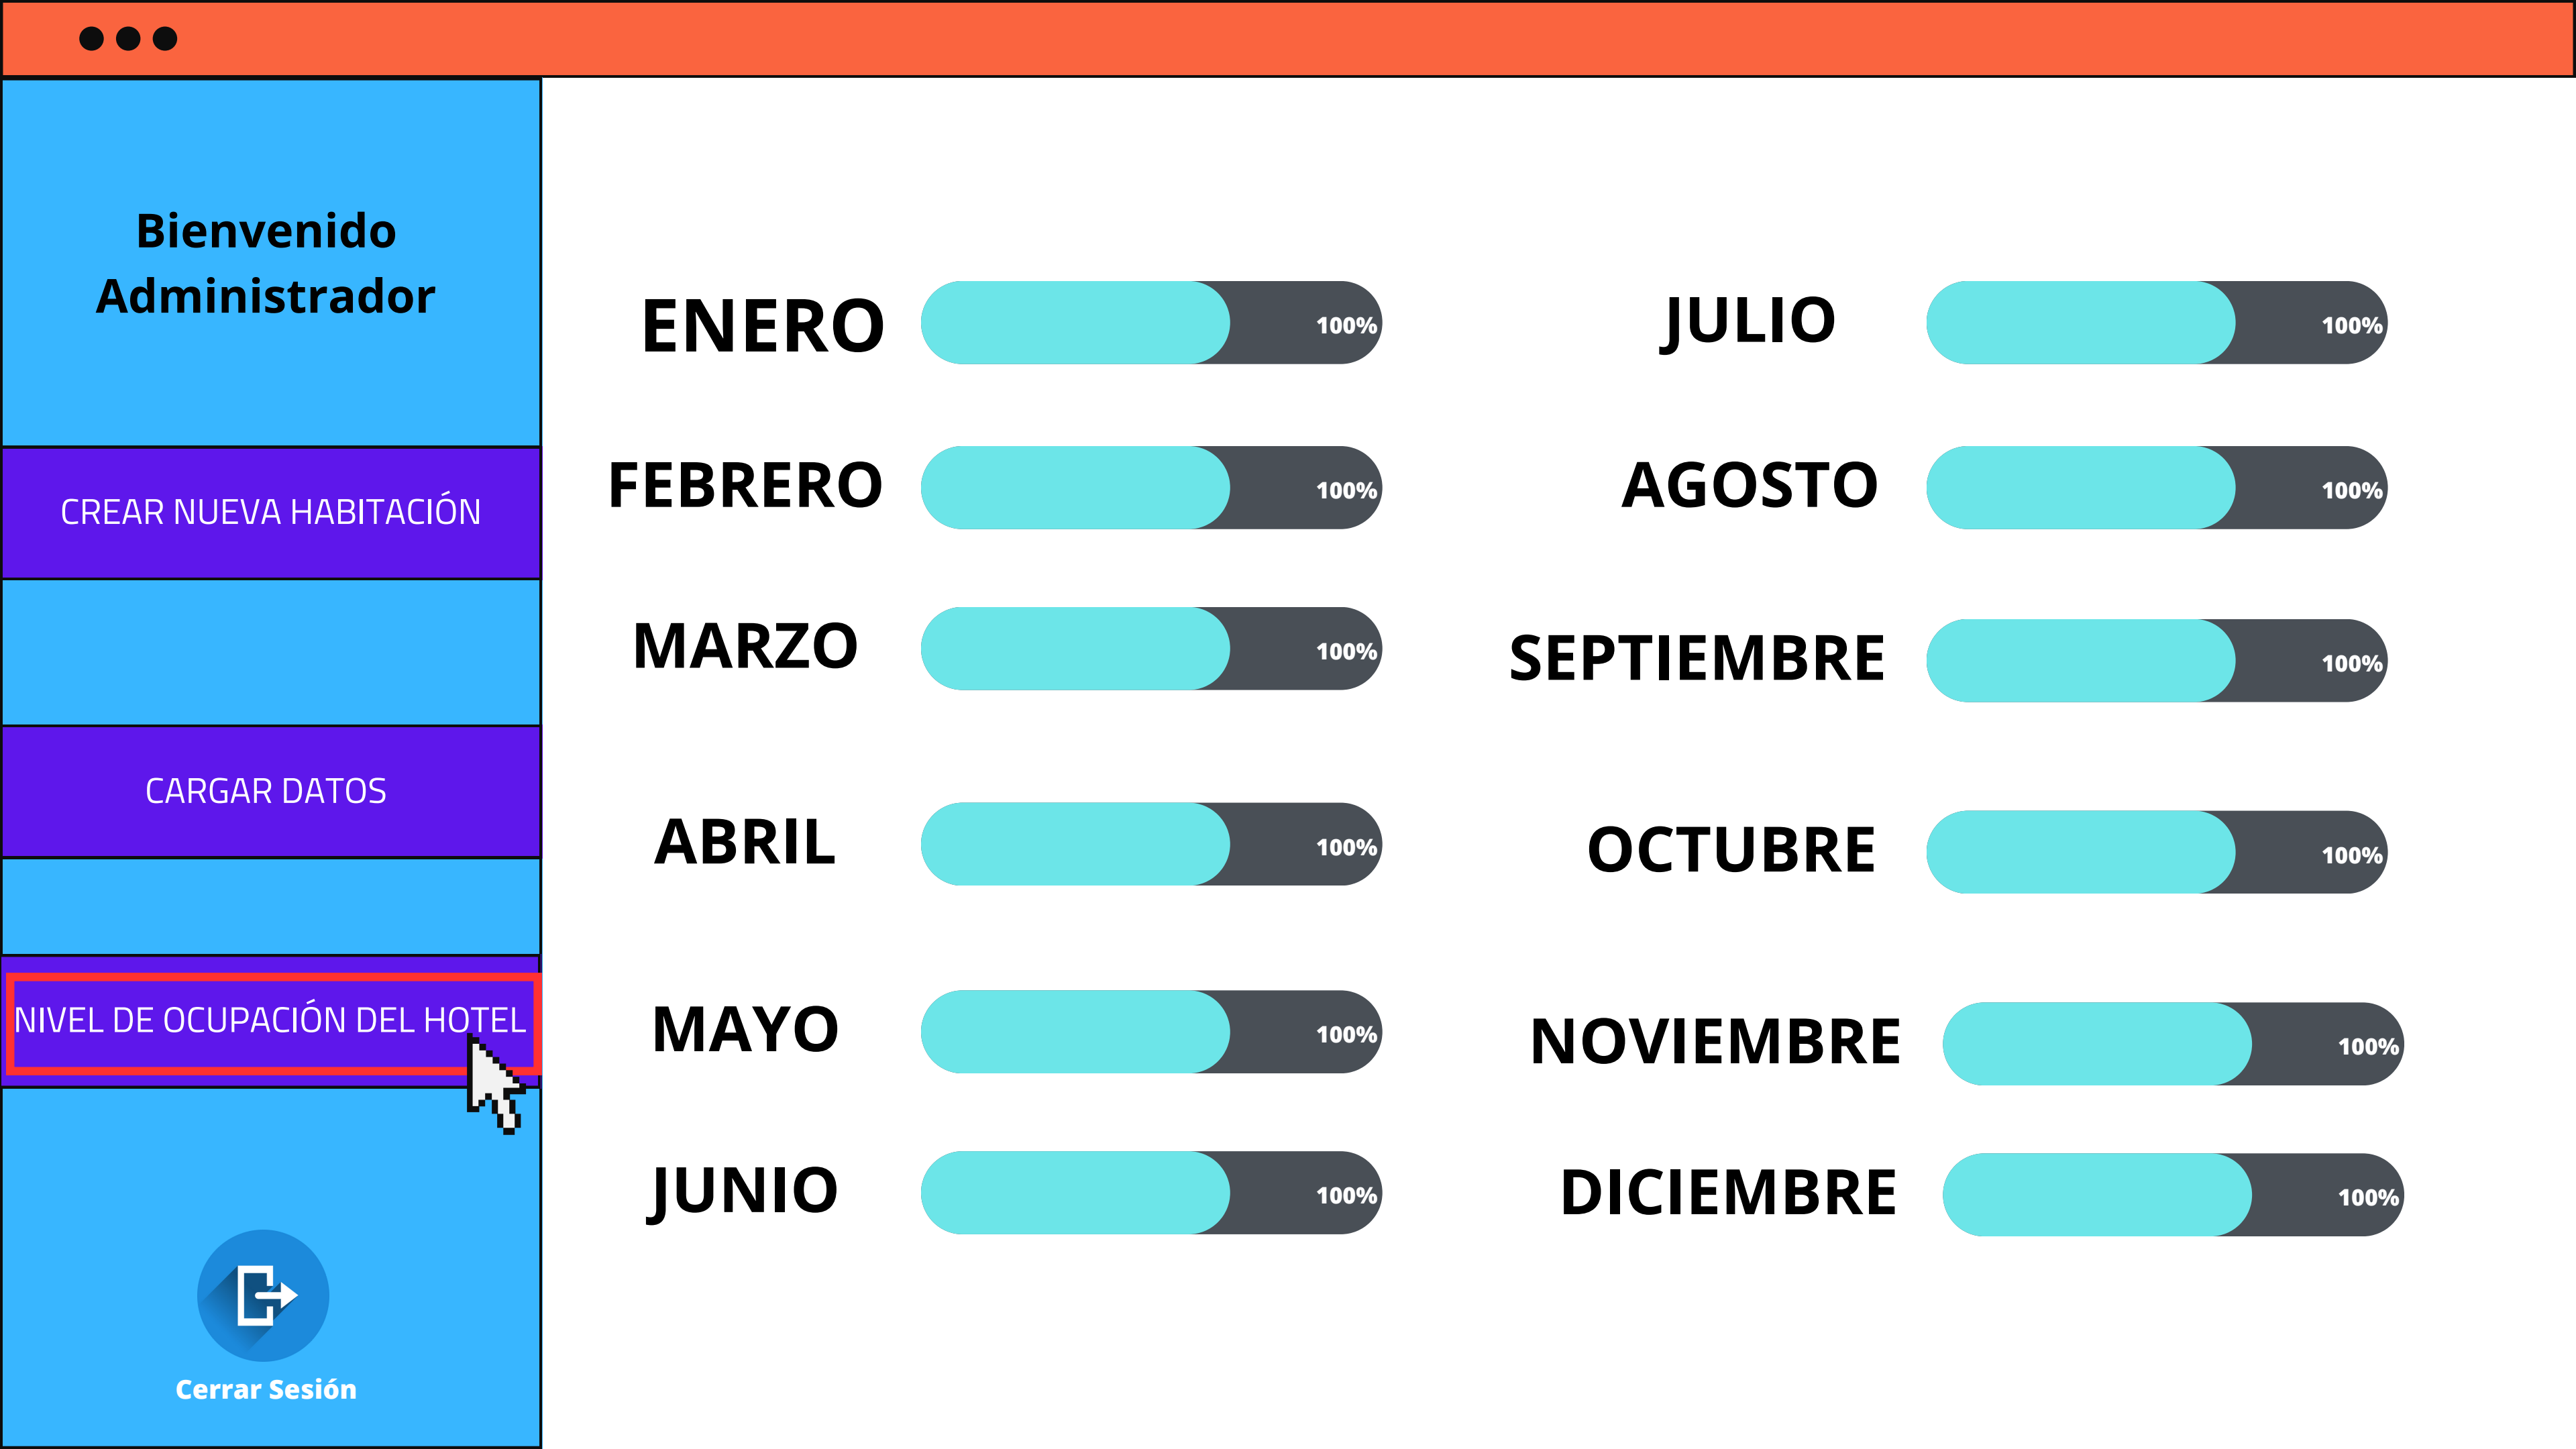 Bienvenido
Administrador
CREAR NUEVA HABITACIÓN
CARGAR DATOS
NIVEL DE OCUPACIÓN DEL HOTEL
Cerrar Sesión
ENERO 100%
FEBRERO 100%
MARZO 100%
ABRIL 100%
MAYO 100%
JUNIO 100%
JULIO 100%
AGOSTO 100%
SEPTIEMBRE 100%
OCTUBRE 100%
NOVIEMBRE 100%
DICIEMBRE 100%